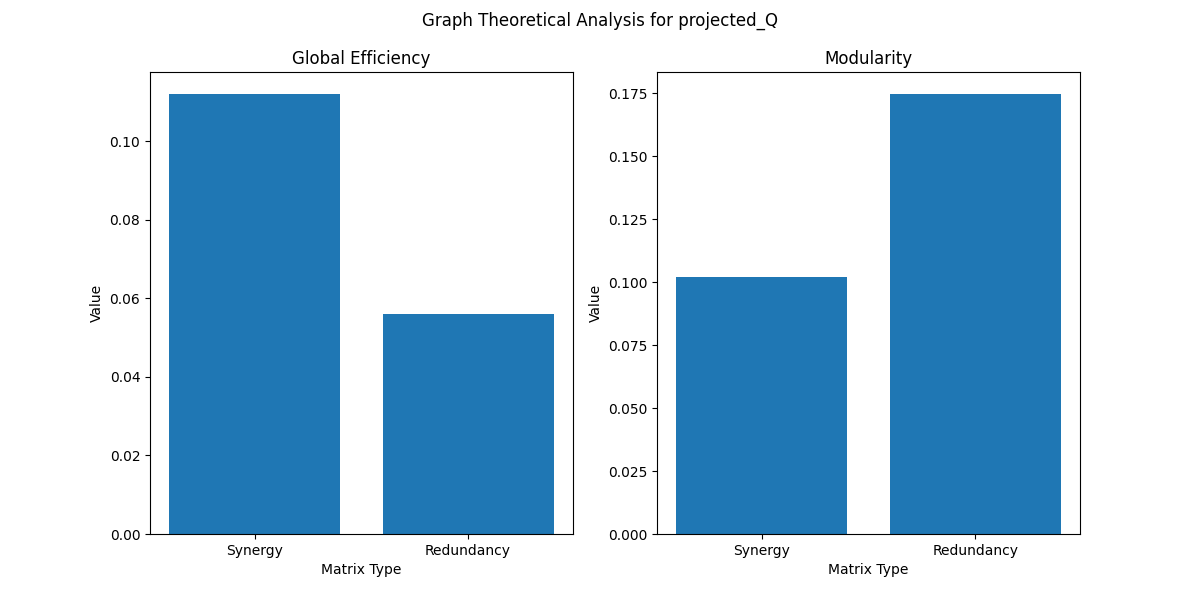 Graph Theoretical Analysis for projected_Q
Global Efficiency
Value
0.10
0.08
0.06
0.04
0.02
0.00
Synergy
Redundancy
Matrix Type
Modularity
Value
0.175
0.150
0.125
0.100
0.075
0.050
0.025
0.000
Synergy
Redundancy
Matrix Type